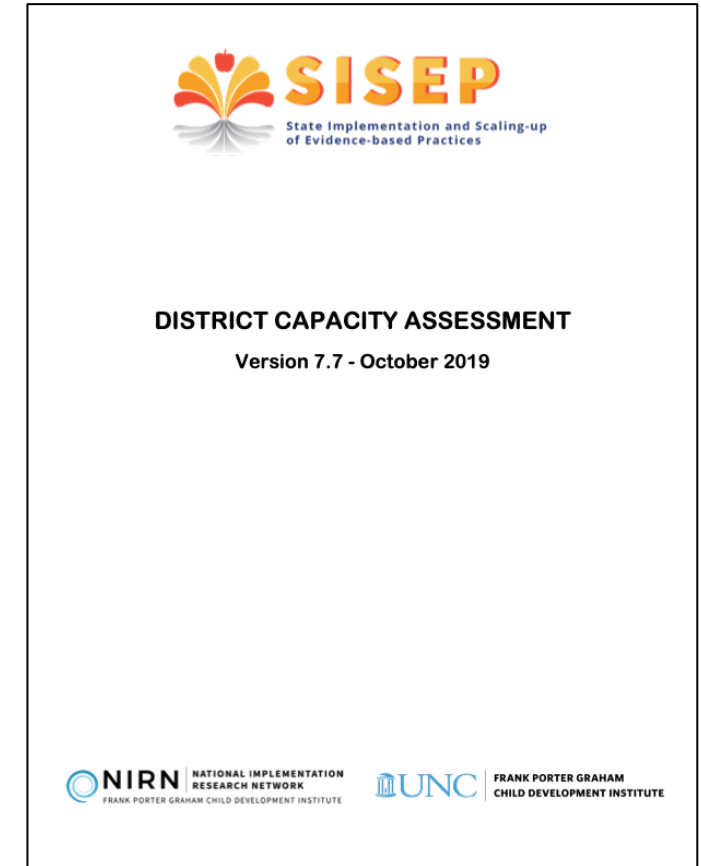 SISEP
State Implementation and Scaling-up
of Evidence-based Practices
DISTRICT CAPACITY ASSESSMENT
Version 7.7 - October 2019
NIRN
NATIONAL IMPLEMENTATION
RESEARCH NETWORK
FRANK PORTER GRAHAM CHILD DEVELOPMENT INSTITUTE
UNC
FRANK PORTER GRAHAM
CHILD DEVELOPMENT INSTITUTE